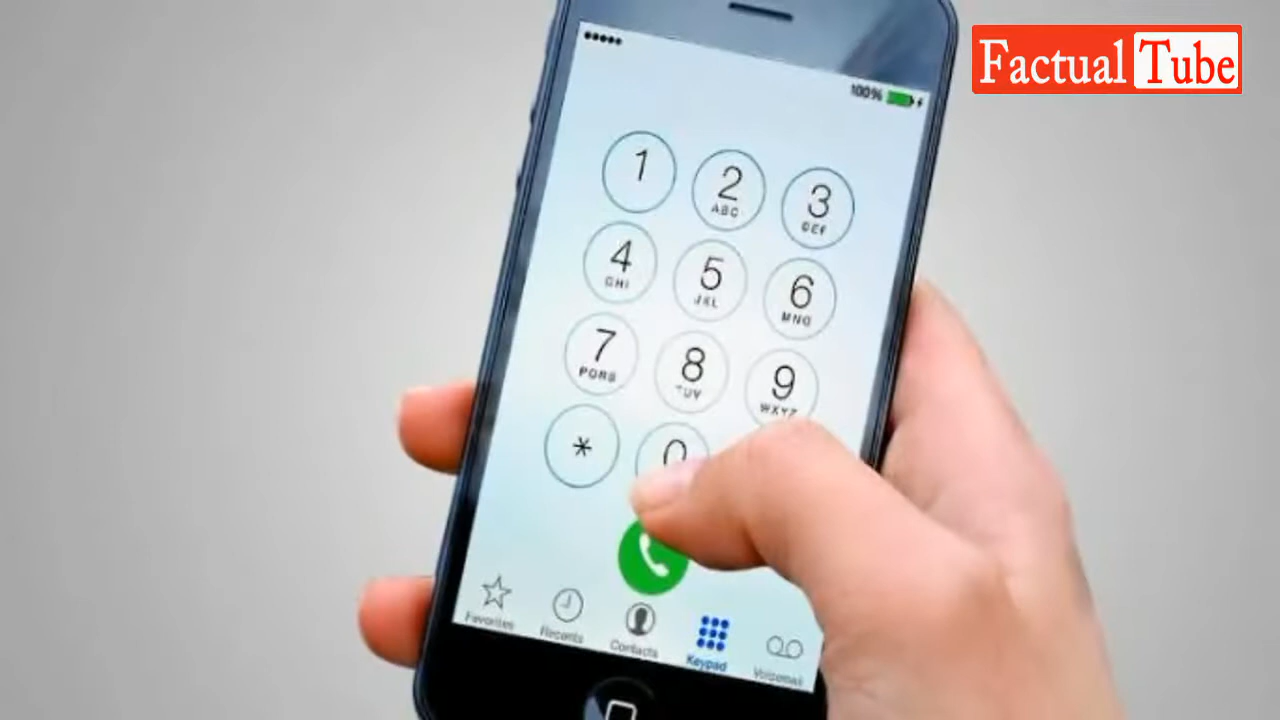 Factual Tube
100%
1
2
ABC
3
DEF
4
GHI
5
JKL
6
MNO
7
PQRS
8
TUV
9
WXYZ
*
0
Favorites
Recents
Contacts
Keypad
Voicemail